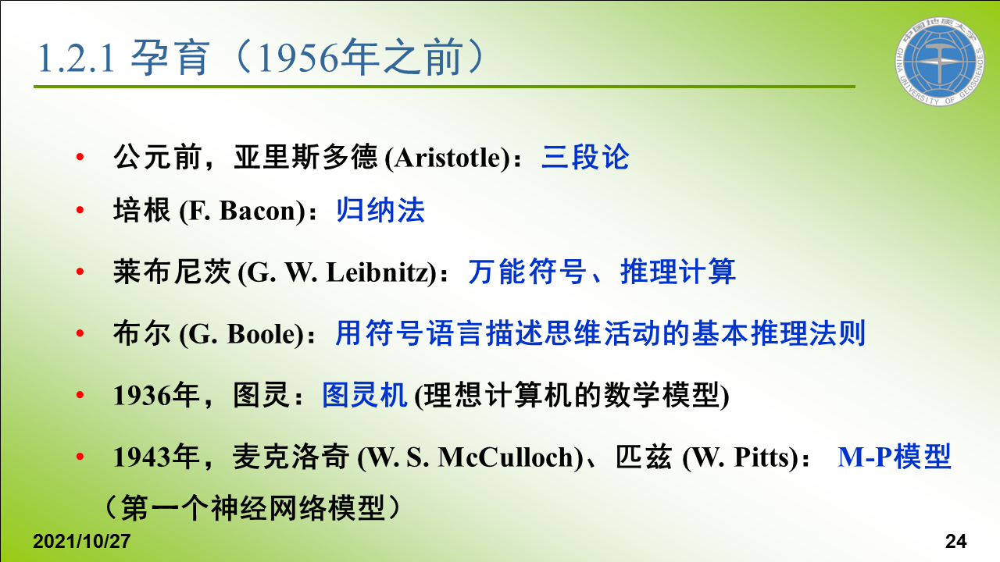 1.2.1 孕育（1956年之前）
中国地质大学
CHINA UNIVERSITY OF GEOSCIENCES
• 公元前，亚里斯多德 (Aristotle)：三段论
• 培根 (F. Bacon)：归纳法
• 莱布尼茨 (G. W. Leibnitz)：万能符号、推理计算
• 布尔 (G. Boole)：用符号语言描述思维活动的基本推理法则
• 1936年，图灵：图灵机 (理想计算机的数学模型)
• 1943年，麦克洛奇 (W. S. McCulloch)、匹兹 (W. Pitts)： M-P模型
（第一个神经网络模型）
2021/10/27
24